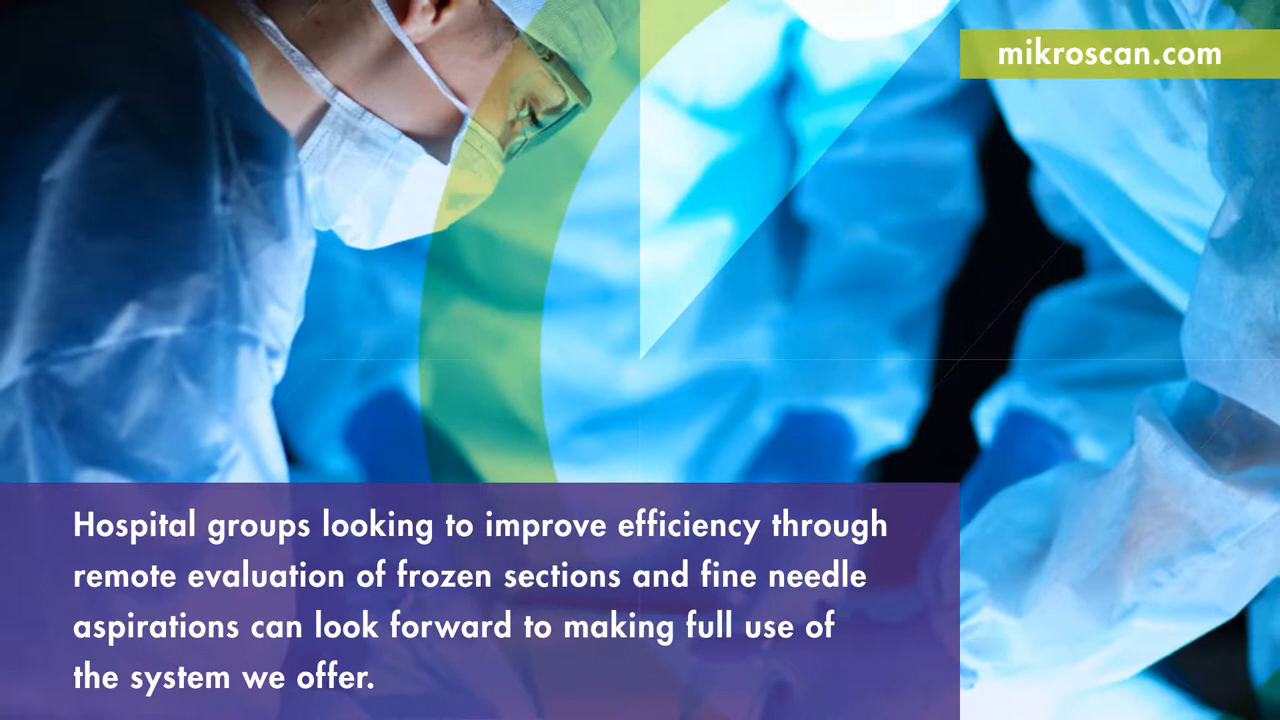 mikroscan.com
Hospital groups looking to improve efficiency through
remote evaluation of frozen sections and fine needle
aspirations can look forward to making full use of
the system we offer.